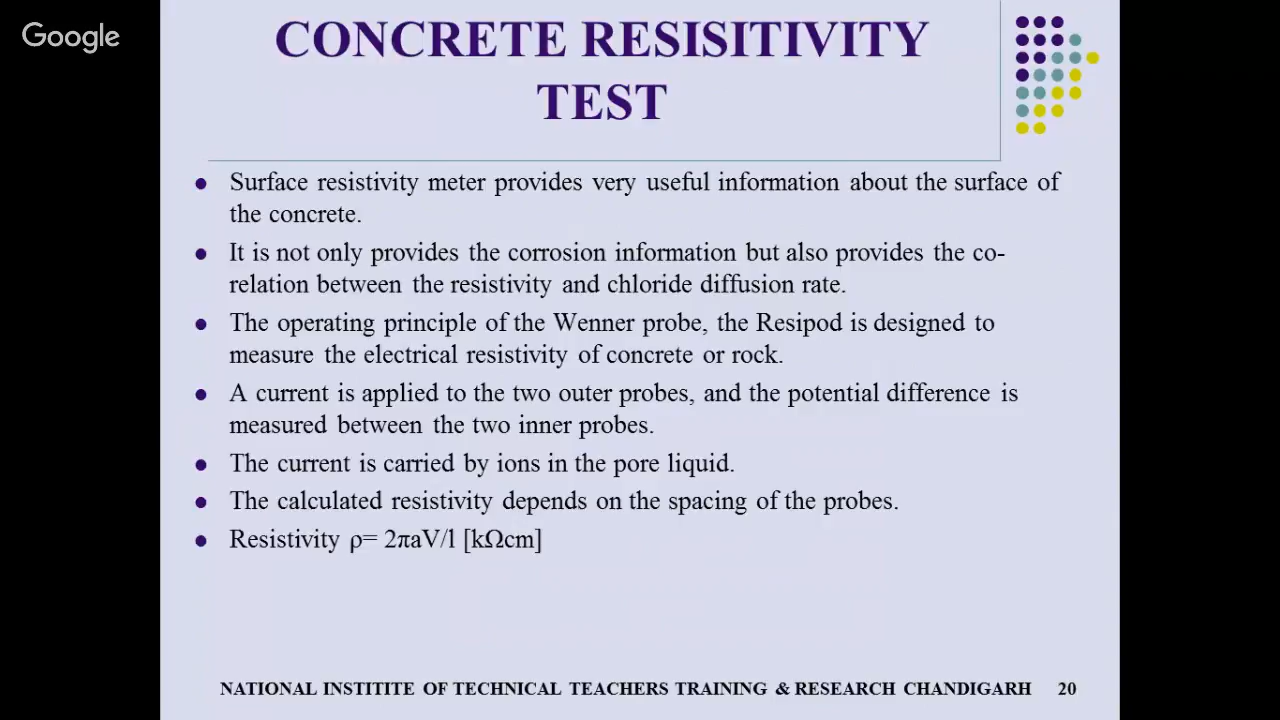 Google
CONCRETE RESISITIVITY
TEST
Surface resistivity meter provides very useful information about the surface of
the concrete.
It is not only provides the corrosion information but also provides the co-
relation between the resistivity and chloride diffusion rate.
The operating principle of the Wenner probe, the Resipod is designed to
measure the electrical resistivity of concrete or rock.
A current is applied to the two outer probes, and the potential difference is
measured between the two inner probes.
The current is carried by ions in the pore liquid.
The calculated resistivity depends on the spacing of the probes.
Resistivity ρ= 2πaV/l [kΩcm]
NATIONAL INSTITITE OF TECHNICAL TEACHERS TRAINING & RESEARCH CHANDIGARH 20